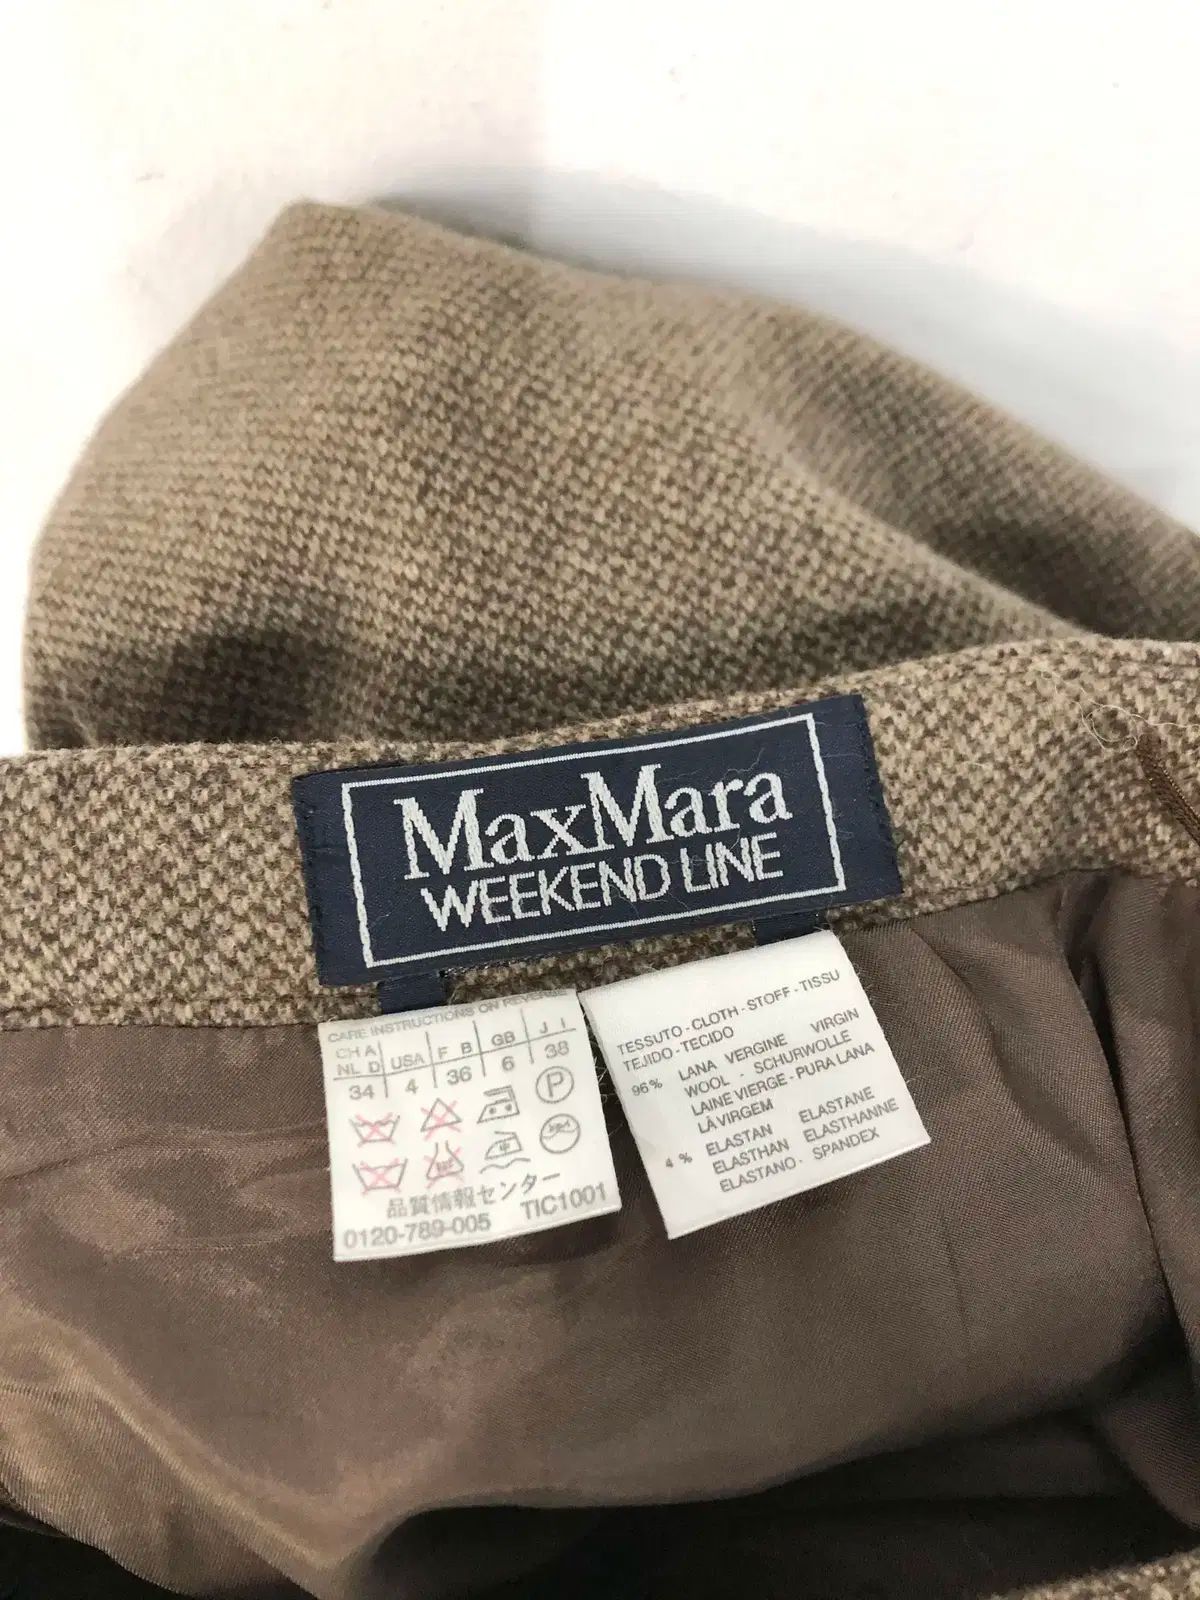 MaxMara
WEEKEND LINE
CARE INSTRUCTIONS ON REVERSE
CH A
NL D USA F B GB J I
34 4 36 6 38
P
品質情報センター
0120-789-005 TIC1001
TESSUTO - CLOTH - STOFF - TISSU
TEJIDO - TECIDO
96% LANA VERGINE VIRGIN
WOOL - SCHURWOLLE
LAINE VIERGE - PURA LANA
LÃ VIRGEM
4 % ELASTAN ELASTANE
ELASTHAN ELASTHANNE
ELASTANO - SPANDEX